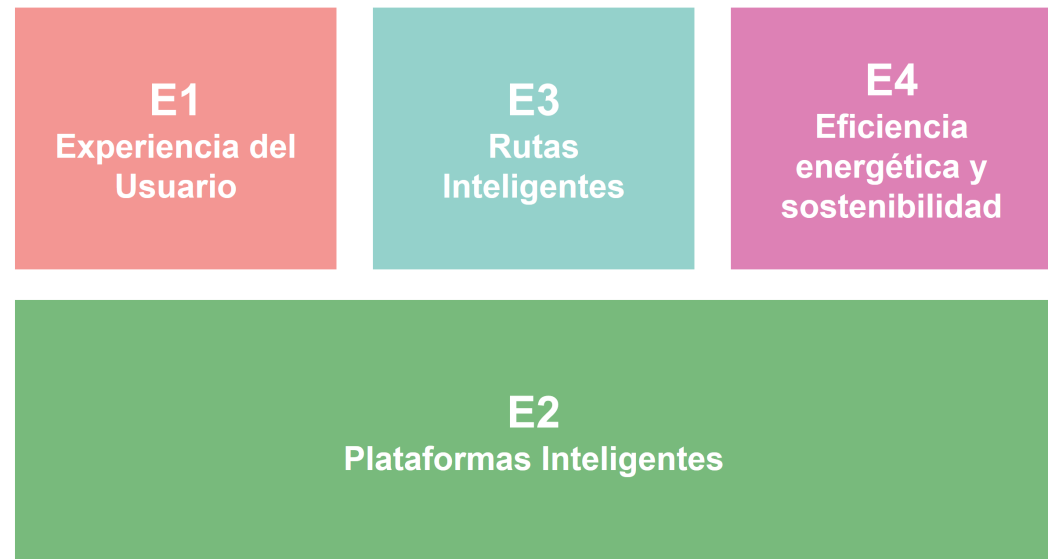 E1
Experiencia del
Usuario
E3
Rutas
Inteligentes
E4
Eficiencia
energética y
sostenibilidad
E2
Plataformas Inteligentes